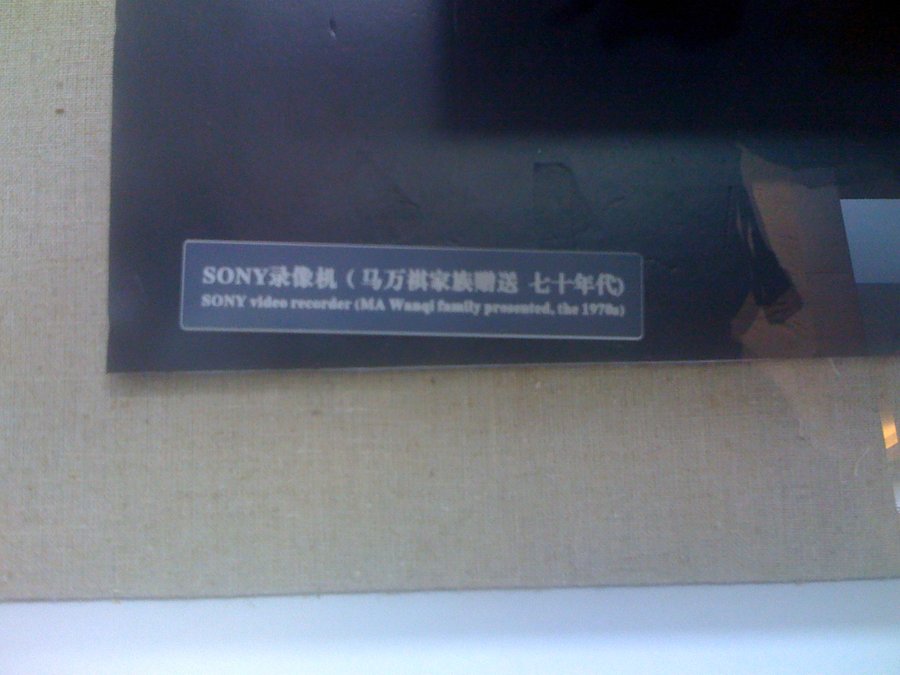 SONY录像机（马万祺家族赠送 七十年代)
SONY video recorder (MA Wanqi family presented, the 1970s)